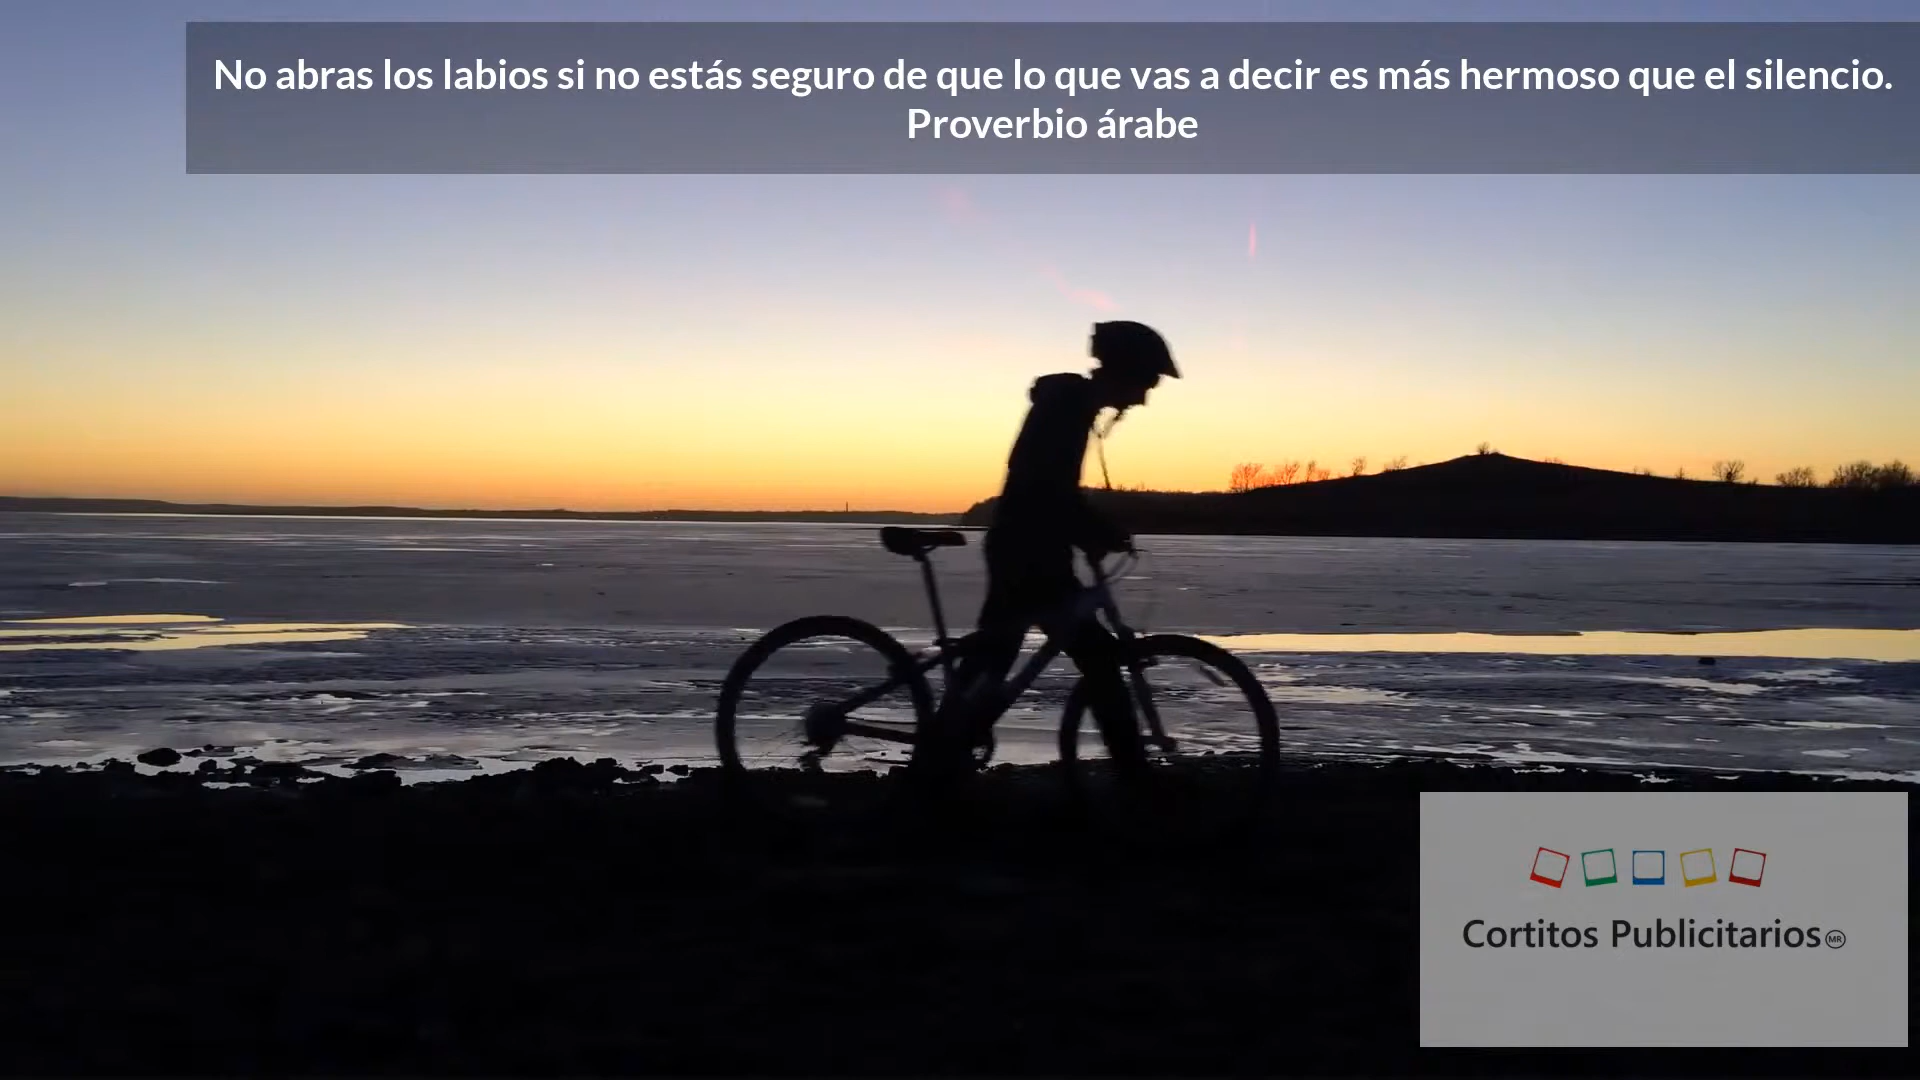 No abras los labios si no estás seguro de que lo que vas a decir es más hermoso que el silencio.
Proverbio árabe
Cortitos Publicitarios MR